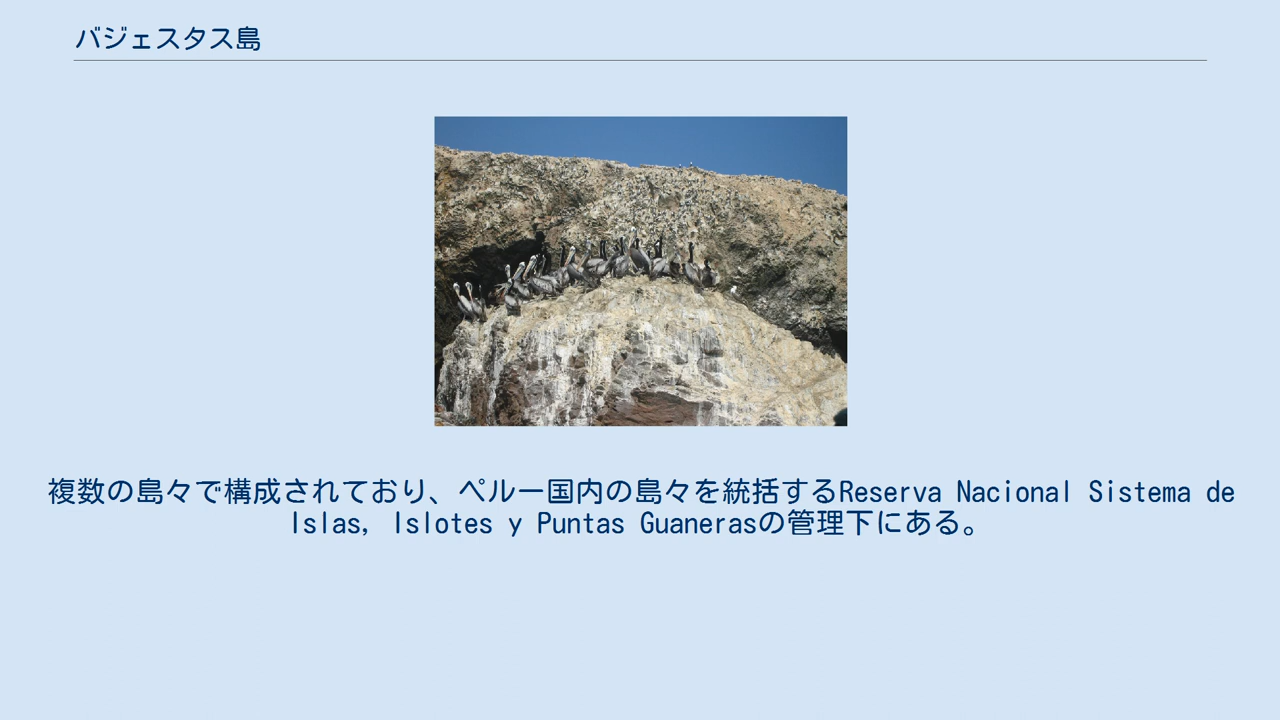 バジェスタス島
複数の島々で構成されており、ペルー国内の島々を統括するReserva Nacional Sistema de
Islas, Islotes y Puntas Guanerasの管理下にある。